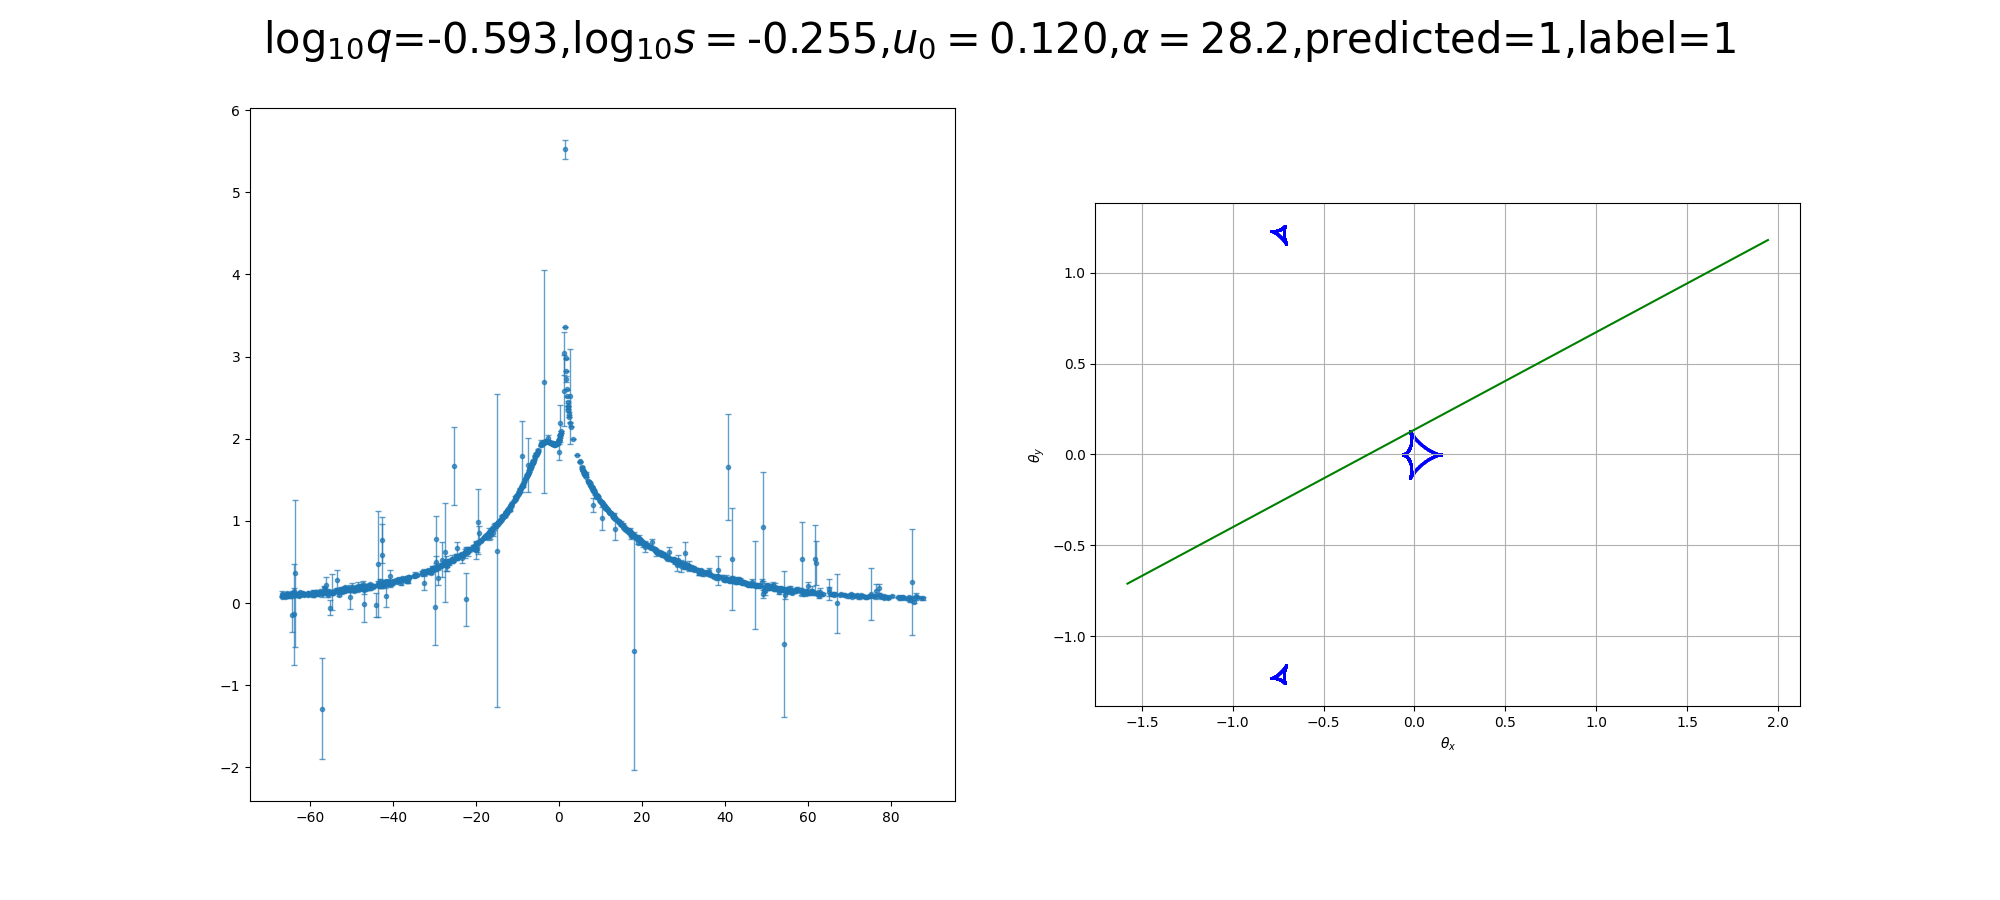 log₁₀q=-0.593,log₁₀s = -0.255,u₀ = 0.120,α = 28.2,predicted=1,label=1
6
5
4
3
2
1
0
−1
−2
−60 −40 −20 0 20 40 60 80
1.0
0.5
0.0
−0.5
−1.0
θy
−1.5 −1.0 −0.5 0.0 0.5 1.0 1.5 2.0
θx